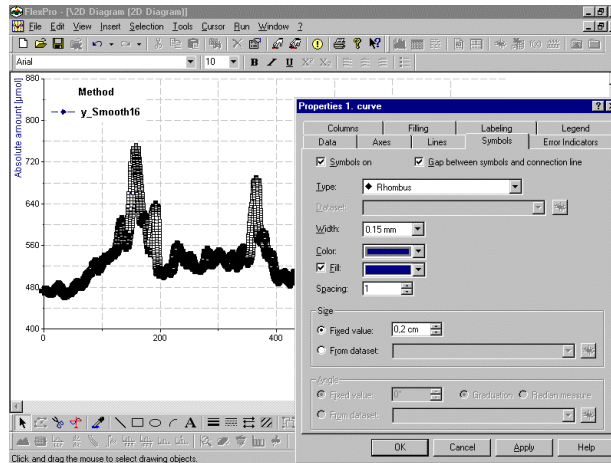 FlexPro - [\2D Diagram [2D Diagram]]
File Edit View Insert Selection Tools Cursor Run Window ?
Arial 10 B I U X² X₂
Absolute amount [µmol]
880
800
720
640
560
480
400
0 200 400
Method
y_Smooth16
Properties 1. curve
Columns Filling Labeling Legend
Data Axes Lines Symbols Error Indicators
Symbols on Gap between symbols and connection line
Type: Rhombus
Dataset:
Width: 0.15 mm
Color:
Fill:
Spacing: 1
Size
Fixed value: 0,2 cm
From dataset:
Angle
Fixed value: 0° Graduation Radian measure
From dataset:
OK Cancel Apply Help
Click and drag the mouse to select drawing objects.